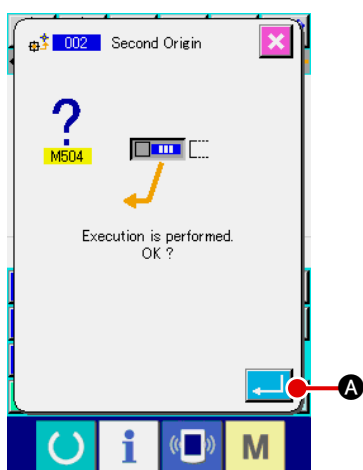 002 Second Origin
M504
Execution is performed.
OK ?
A
i
M